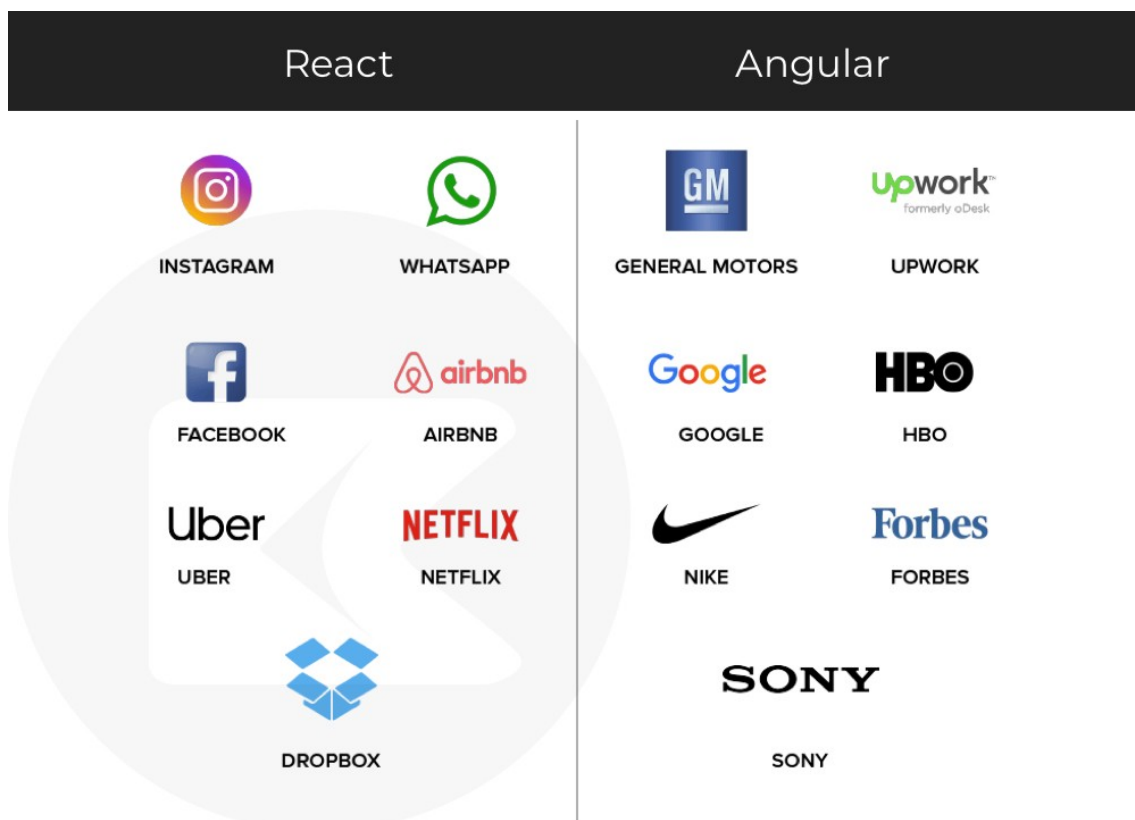 React Angular
GM Upwork™
formerly oDesk
INSTAGRAM WHATSAPP GENERAL MOTORS UPWORK
f airbnb Google HBO
FACEBOOK AIRBNB GOOGLE HBO
Uber NETFLIX Forbes
UBER NETFLIX NIKE FORBES
SONY
DROPBOX SONY